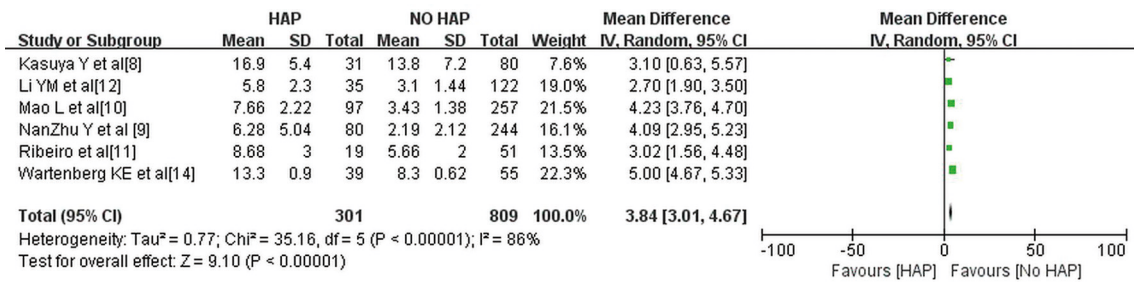 HAP NO HAP Mean Difference Mean Difference
Study or Subgroup Mean SD Total Mean SD Total Weight IV, Random, 95% CI IV, Random, 95% CI
Kasuya Y et al[8] 16.9 5.4 31 13.8 7.2 80 7.6% 3.10 [0.63, 5.57]
Li YM et al[12] 5.8 2.3 35 3.1 1.44 122 19.0% 2.70 [1.90, 3.50]
Mao L et al[10] 7.66 2.22 97 3.43 1.38 257 21.5% 4.23 [3.76, 4.70]
NanZhu Y et al [9] 6.28 5.04 80 2.19 2.12 244 16.1% 4.09 [2.95, 5.23]
Ribeiro et al[11] 8.68 3 19 5.66 2 51 13.5% 3.02 [1.56, 4.48]
Wartenberg KE et al[14] 13.3 0.9 39 8.3 0.62 55 22.3% 5.00 [4.67, 5.33]
Total (95% CI) 301 809 100.0% 3.84 [3.01, 4.67]
Heterogeneity: Tau² = 0.77; Chi² = 35.16, df = 5 (P < 0.00001); I² = 86%
Test for overall effect: Z = 9.10 (P < 0.00001)
-100 -50 0 50 100
Favours [HAP] Favours [No HAP]